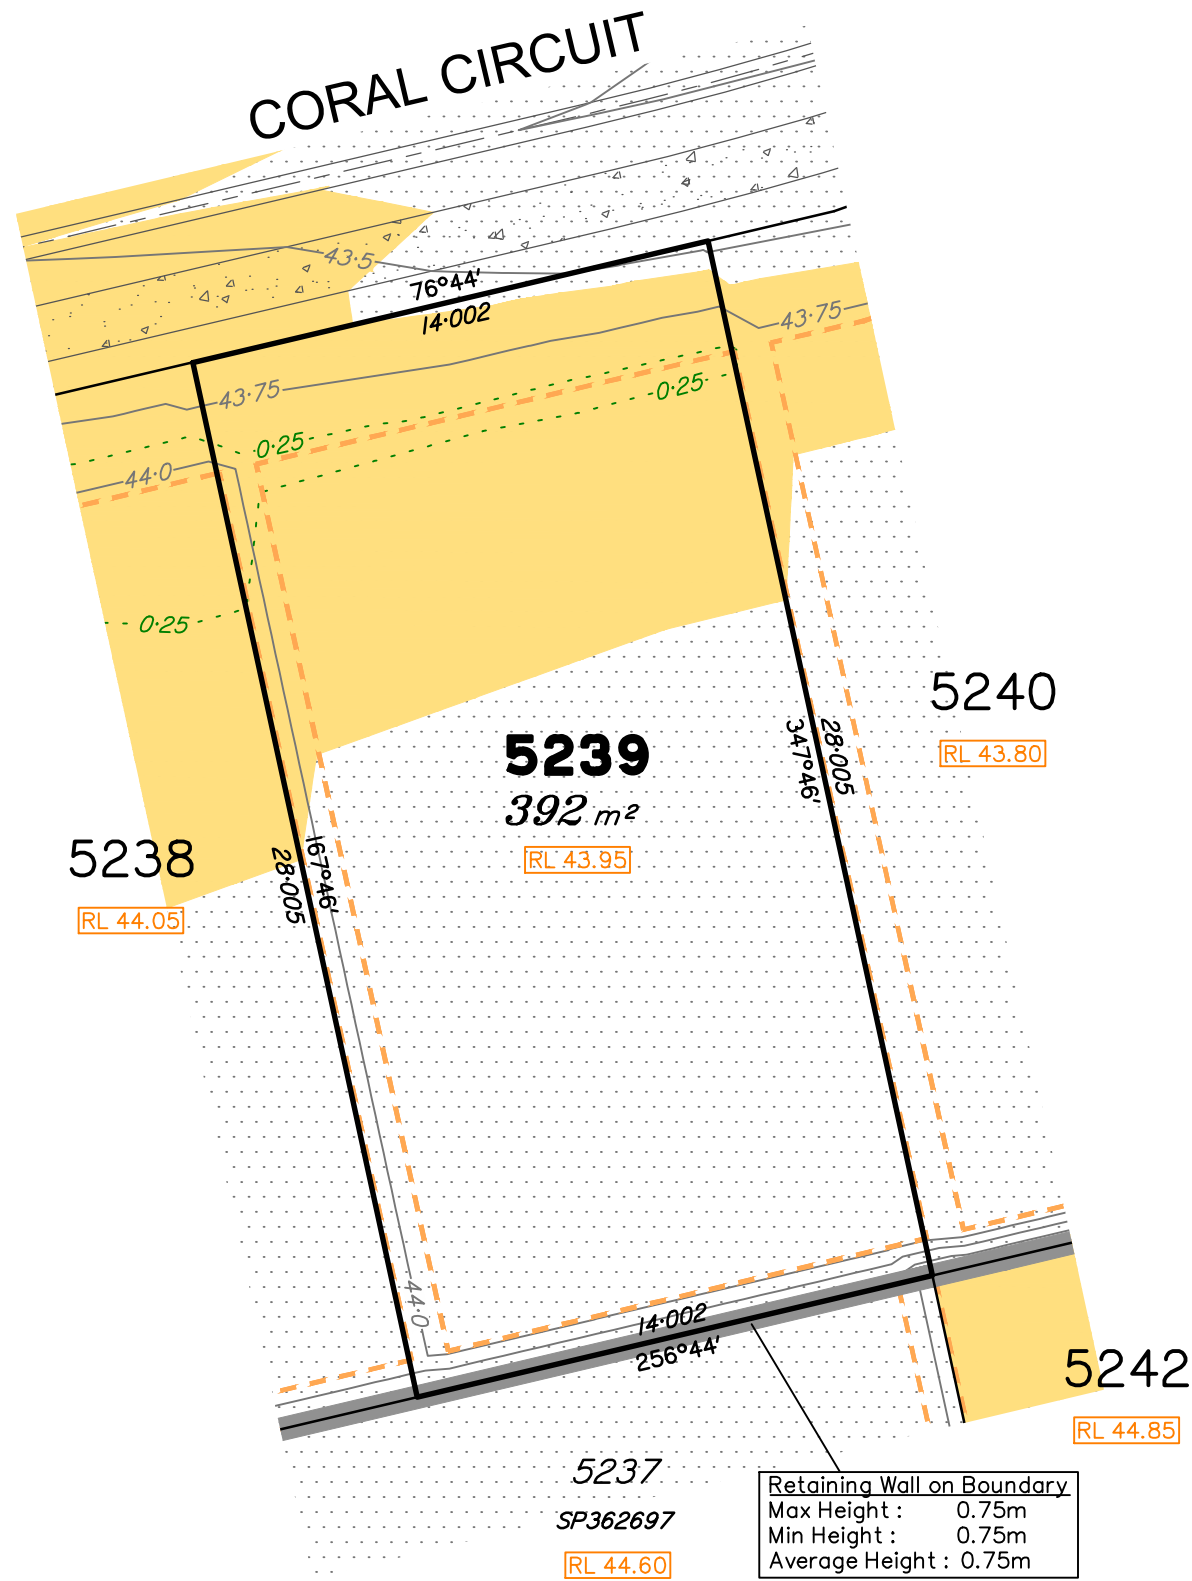 CORAL CIRCUIT
43·5
76°44'
14·002
43·75
43·75
0·25
0·25
44·0
0·25
5240
RL 43.80
28·005
347°46'
5239
392 m²
RL 43.95
5238
RL 44.05
167°46'
28·005
44·0
14·002
256°44'
5242
RL 44.85
5237
SP362697
RL 44.60
Retaining Wall on Boundary
Max Height : 0.75m
Min Height : 0.75m
Average Height : 0.75m